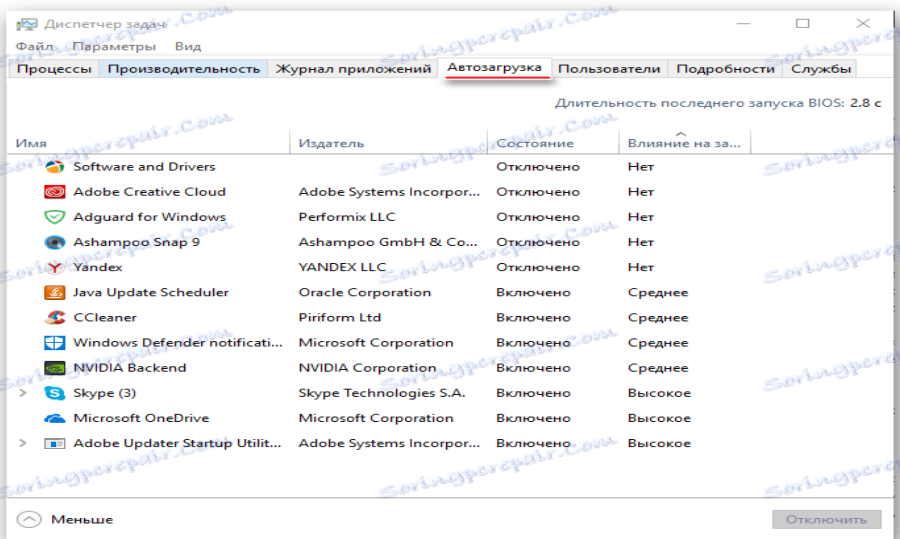 Диспетчер задач
Файл Параметры Вид
Процессы Производительность Журнал приложений Автозагрузка Пользователи Подробности Службы
Длительность последнего запуска BIOS: 2.8 с
Имя Издатель Состояние Влияние на за...
Software and Drivers Отключено Нет
Adobe Creative Cloud Adobe Systems Incorpor... Отключено Нет
Adguard for Windows Performix LLC Отключено Нет
Ashampoo Snap 9 Ashampoo GmbH & Co... Отключено Нет
Yandex YANDEX LLC Отключено Нет
Java Update Scheduler Oracle Corporation Включено Среднее
CCleaner Piriform Ltd Включено Среднее
Windows Defender notificati... Microsoft Corporation Включено Среднее
NVIDIA Backend NVIDIA Corporation Включено Среднее
Skype (3) Skype Technologies S.A. Включено Высокое
Microsoft OneDrive Microsoft Corporation Включено Высокое
Adobe Updater Startup Utilit... Adobe Systems Incorpor... Включено Высокое
Меньше Отключить
Soringpcrepair.Com